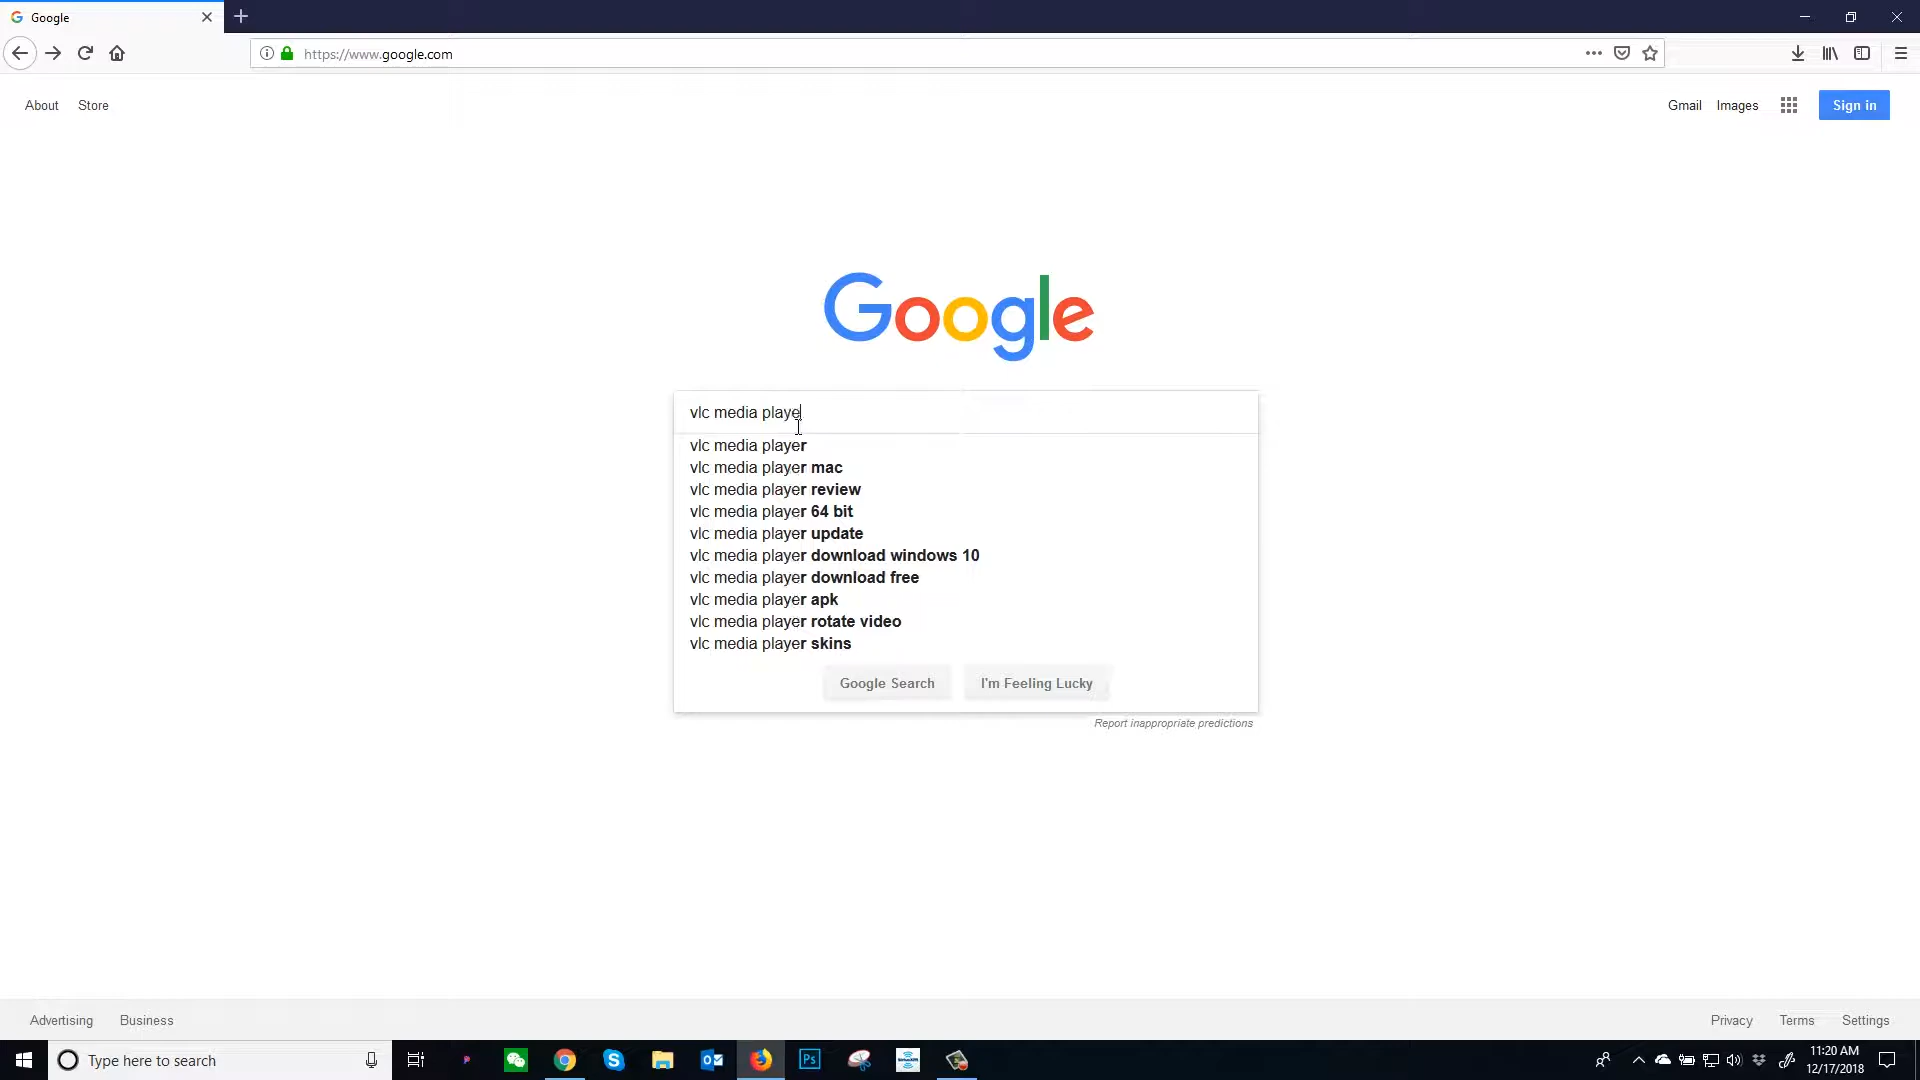 Google
https://www.google.com
About Store
Gmail Images Sign in
Google
vlc media playe
vlc media player
vlc media player mac
vlc media player review
vlc media player 64 bit
vlc media player update
vlc media player download windows 10
vlc media player download free
vlc media player apk
vlc media player rotate video
vlc media player skins
Google Search I'm Feeling Lucky
Report inappropriate predictions
Advertising Business
Privacy Terms Settings
Type here to search
Ps
11:20 AM
12/17/2018